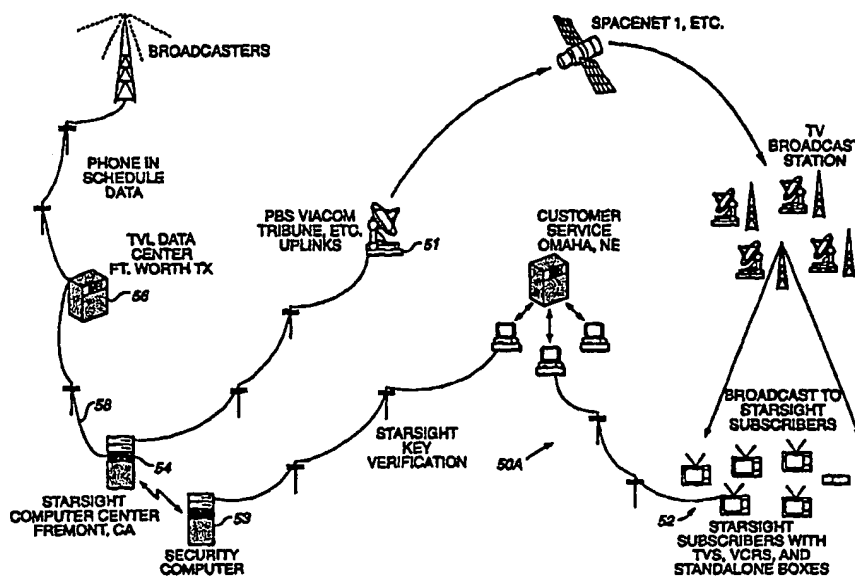 BROADCASTERS
SPACENET 1, ETC.
PHONE IN
SCHEDULE
DATA
TV
BROADCAST
STATION
PBS VIACOM
TRIBUNE, ETC.
UPLINKS
51
CUSTOMER
SERVICE
OMAHA, NE
TVL DATA
CENTER
FT. WORTH TX
56
58
54
STARSIGHT
COMPUTER CENTER
FREMONT, CA
53
SECURITY
COMPUTER
STARSIGHT
KEY
VERIFICATION
50A
BROADCAST TO
STARSIGHT
SUBSCRIBERS
52
STARSIGHT
SUBSCRIBERS WITH
TVS, VCRS, AND
STANDALONE BOXES